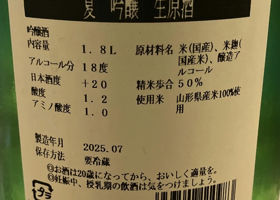 夏 吟醸 生原酒
吟醸酒
内容量 1.8L
アルコール分 18度
日本酒度 +20
酸度 1.2
アミノ酸度 1.0
原材料名 米(国産)、米麹(国産米)、醸造アルコール
精米歩合 50%
使用米 山形県産米100%使用
製造年月 2025.07
保存方法 要冷蔵
◎お酒は20歳になってから、おいしく適量を。
◎妊娠中、授乳期の飲酒は気をつけましょう。
プラ